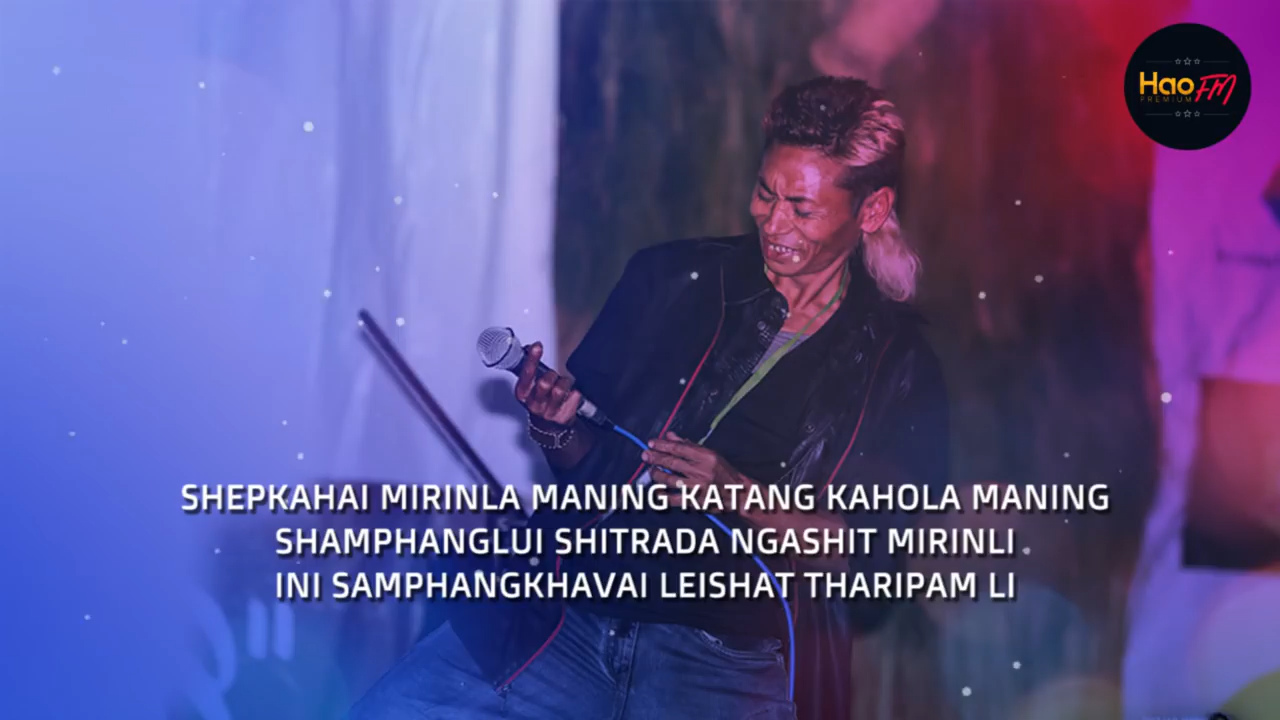 Hao FM
PREMIUM
SHEPKAHAI MIRINLA MANING KATANG KAHOLA MANING
SHAMPHANGLUI SHITRADA NGASHIT MIRINLI
INI SAMPHANGKHAVAI LEISHAT THARIPAM LI